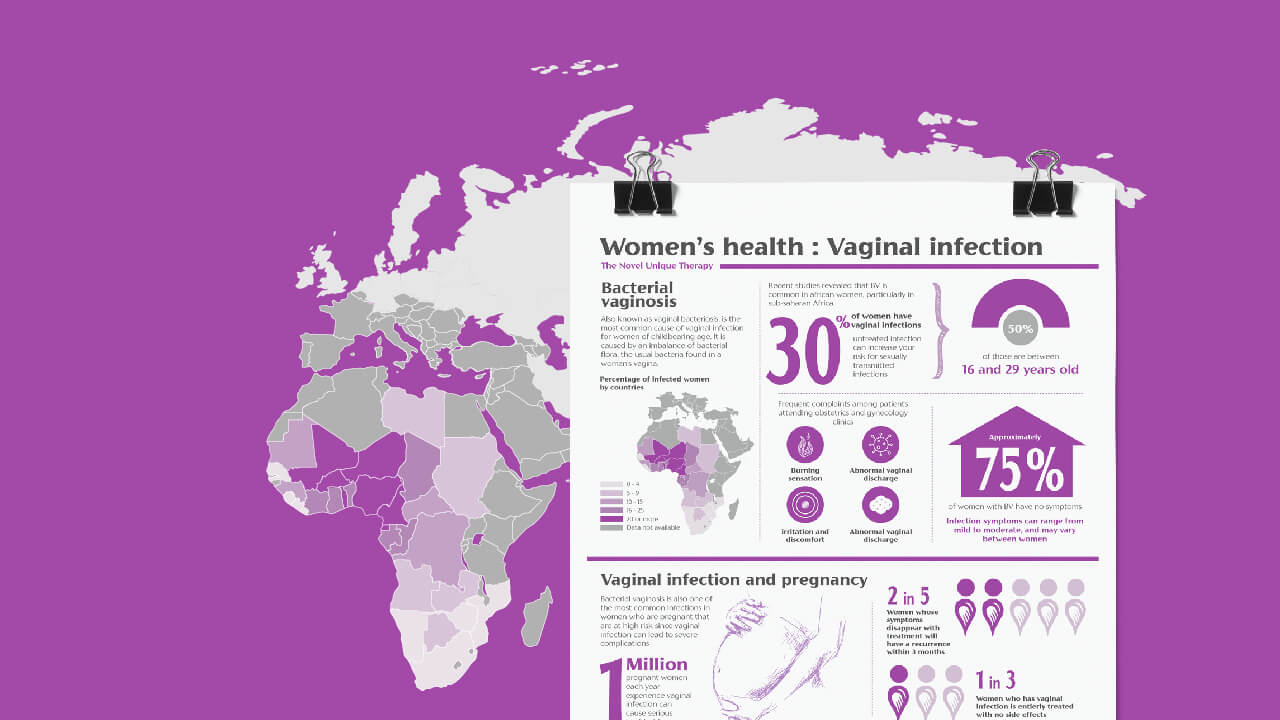 Women's health : Vaginal infection
The Novel Unique Therapy
Bacterial
vaginosis
Also known as vaginal bacteriosis, is the
most common cause of vaginal infection
for women of childbearing age. It is
caused by an imbalance of bacterial
flora, the usual bacteria found in a
women's vagina.
Percentage of Infected women
by countries
0 - 4
5 - 9
10 - 15
16 - 25
Data not available
Recent studies revealed that BV is
common in african women, particularly in
sub-saharan Africa
30%
of women have
vaginal infections
untreated infection
can increase your
risk for sexually
transmitted
infections
50%
of those are between
16 and 29 years old
Frequent complaints among patients
attending obstetrics and gynecology
clinics
Burning
sensation
Abnormal vaginal
discharge
irritation and
discomfort
Abnormal vaginal
discharge
Approximately
75%
of women with BV have no symptoms
Infection symptoms can range from
mild to moderate, and may vary
between women
Vaginal infection and pregnancy
Bacterial vaginosis is also one of
the most common infections in
women who are pregnant that
are at high risk since vaginal
infection can lead to severe
complications
1 Million
pregnant women
each year
experience vaginal
infection can
cause serious
2 in 5
Women whose
symptoms
disappear with
treatment will
have a recurrence
within 3 months
1 in 3
Women who has vaginal
infection is entierly treated
with no side effects